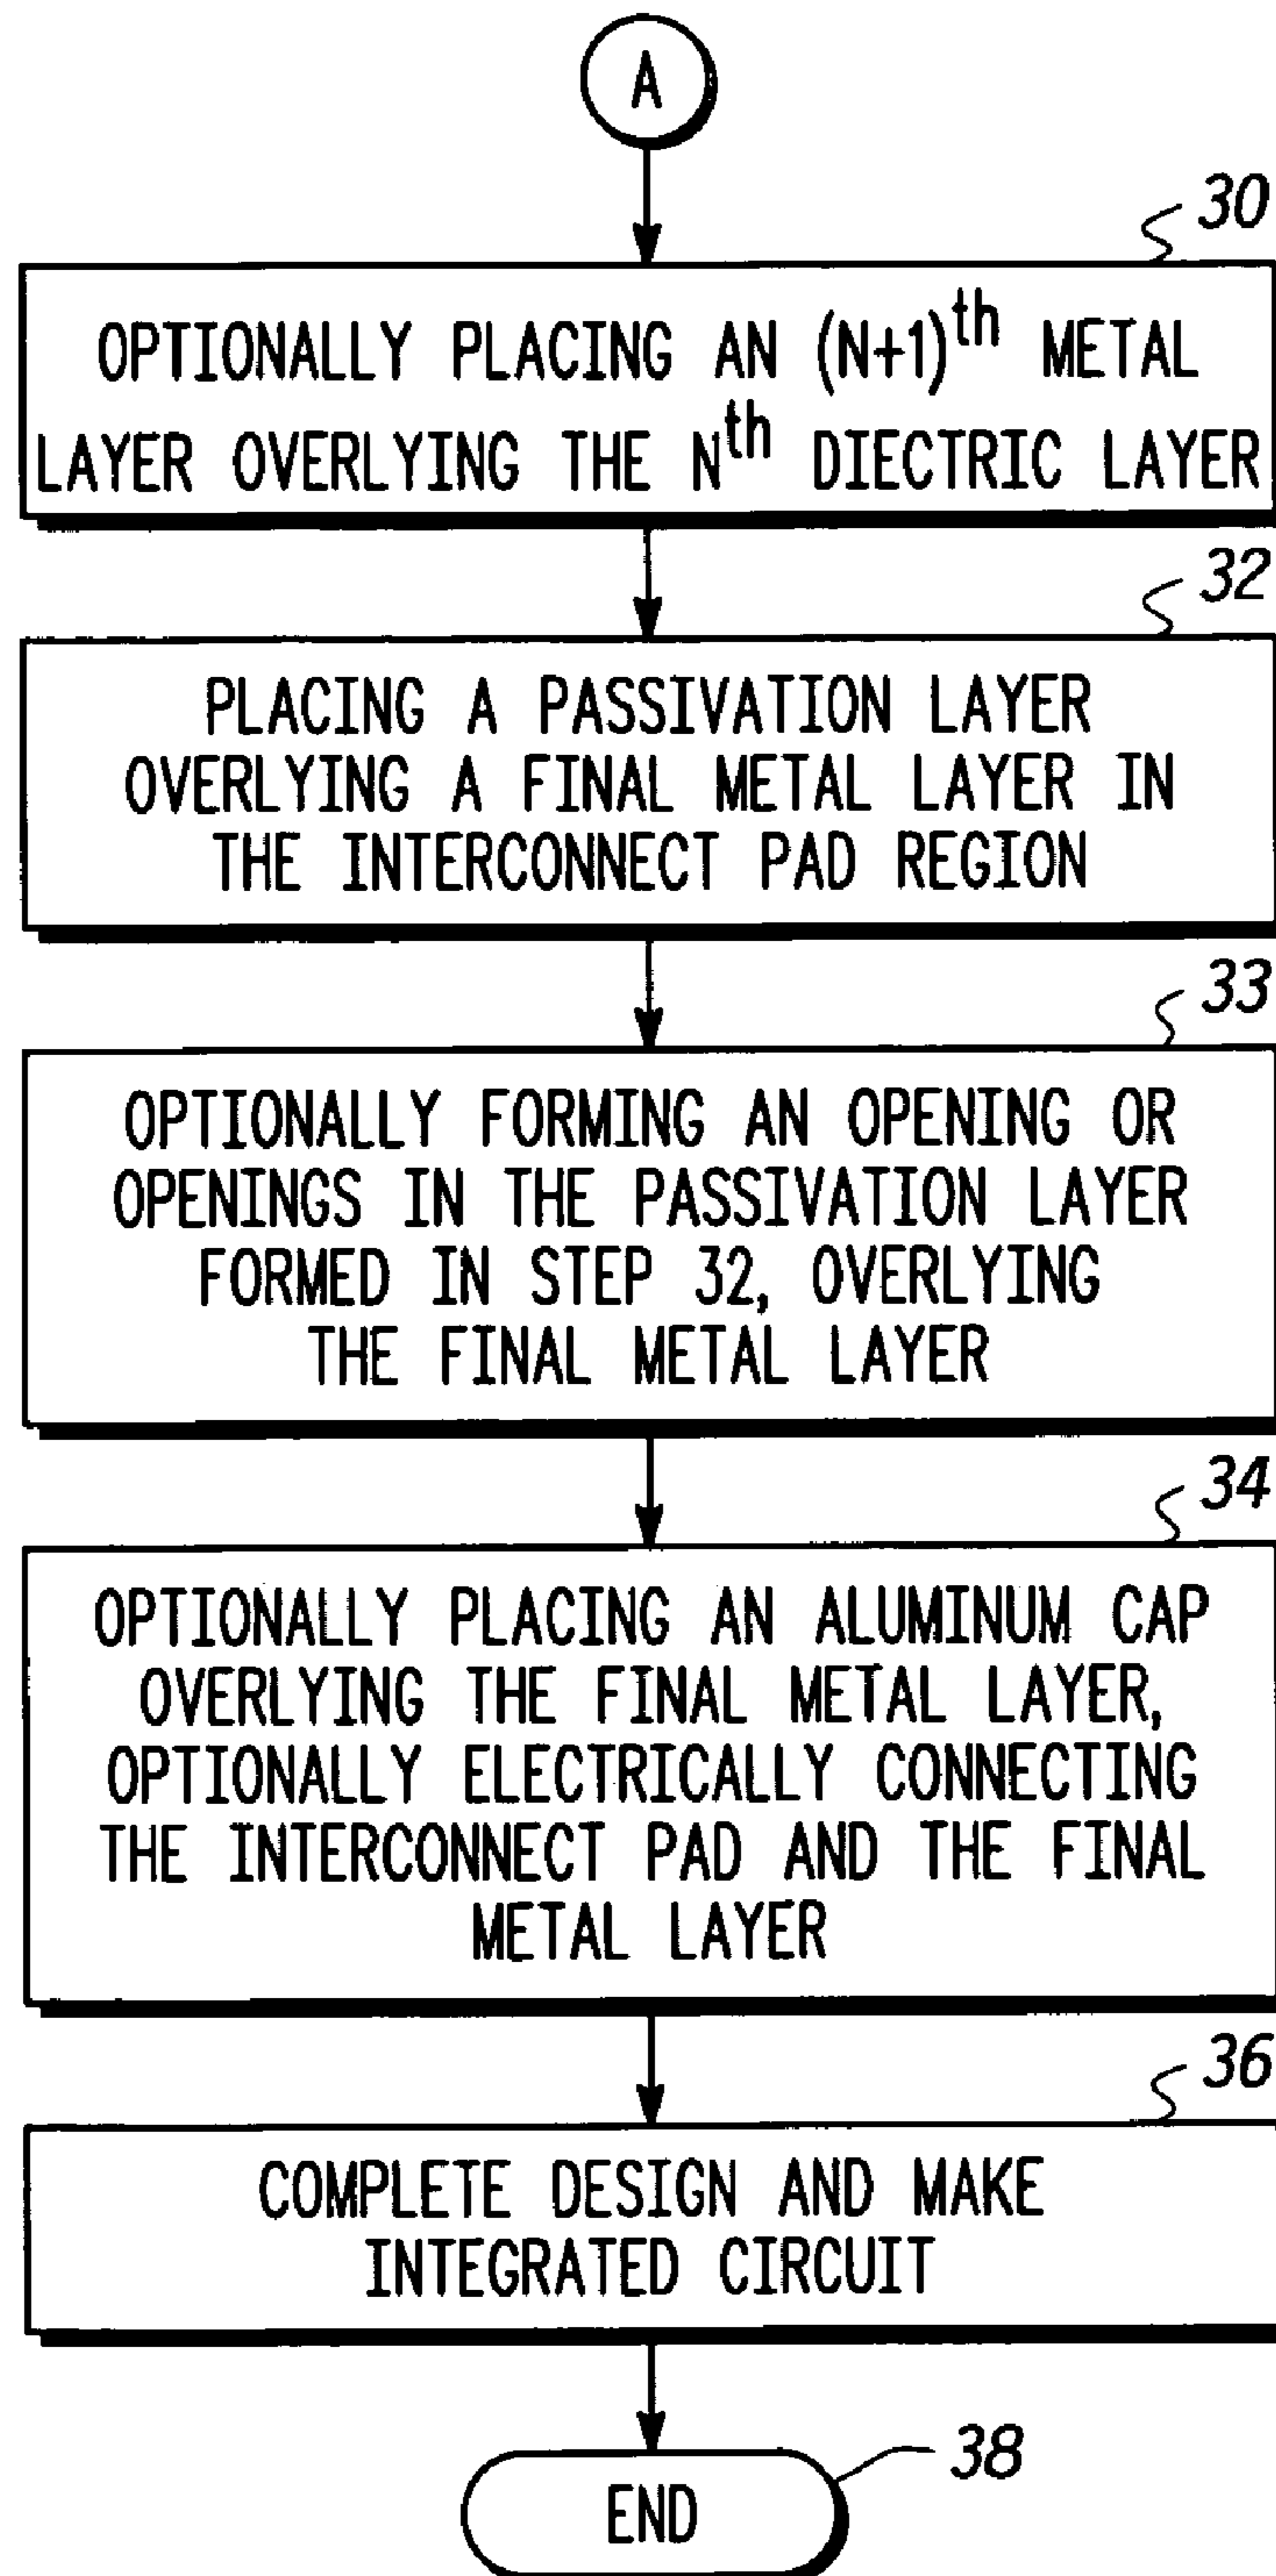 A
30
OPTIONALLY PLACING AN (N+1)th METAL
LAYER OVERLYING THE Nth DIECTRIC LAYER
32
PLACING A PASSIVATION LAYER
OVERLYING A FINAL METAL LAYER IN
THE INTERCONNECT PAD REGION
33
OPTIONALLY FORMING AN OPENING OR
OPENINGS IN THE PASSIVATION LAYER
FORMED IN STEP 32, OVERLYING
THE FINAL METAL LAYER
34
OPTIONALLY PLACING AN ALUMINUM CAP
OVERLYING THE FINAL METAL LAYER,
OPTIONALLY ELECTRICALLY CONNECTING
THE INTERCONNECT PAD AND THE FINAL
METAL LAYER
36
COMPLETE DESIGN AND MAKE
INTEGRATED CIRCUIT
38
END